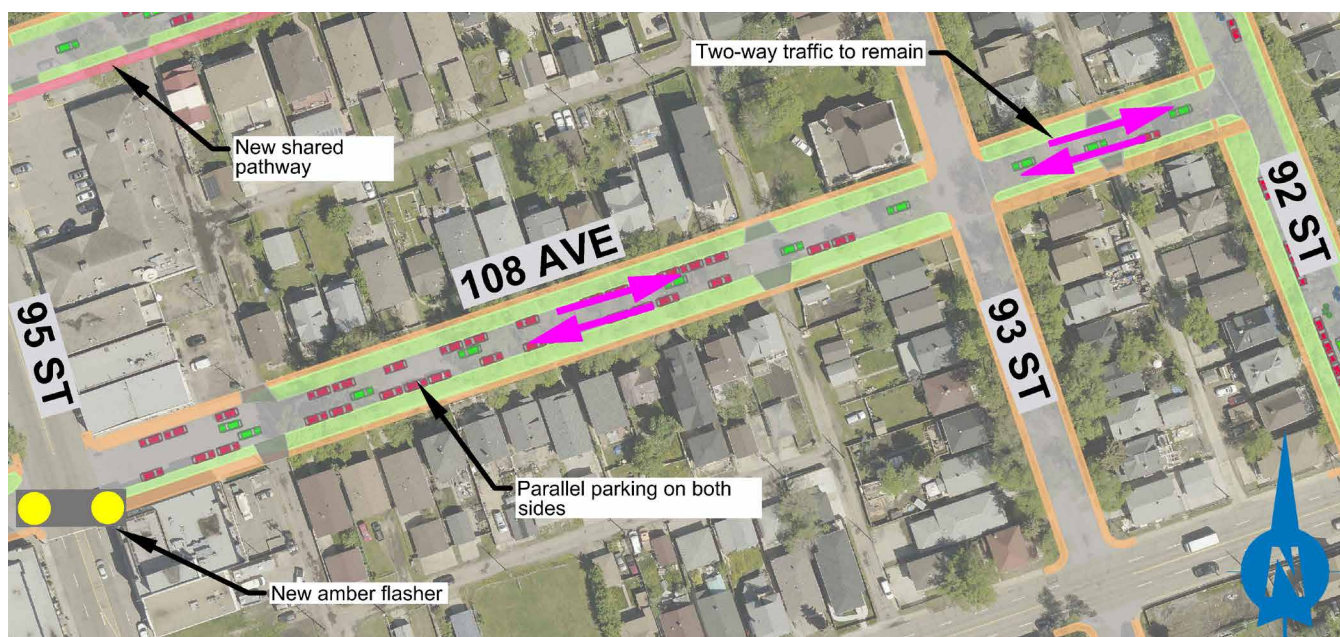 Two-way traffic to remain
New shared
pathway
108 AVE
95 ST
93 ST
92 ST
Parallel parking on both
sides
New amber flasher
N